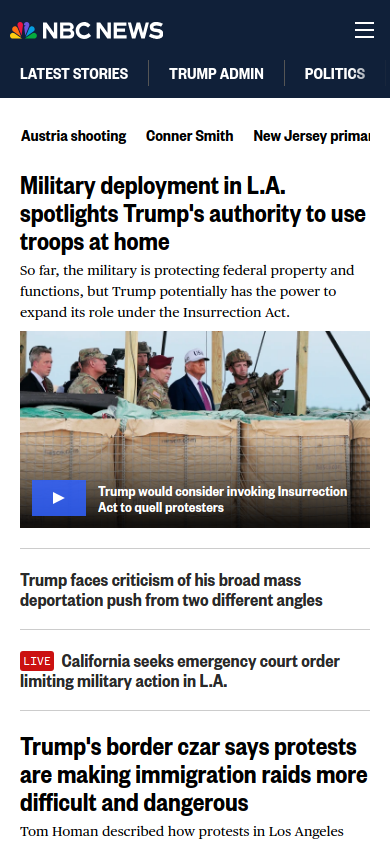 NBC NEWS
LATEST STORIES TRUMP ADMIN POLITICS
Austria shooting Conner Smith New Jersey primar
Military deployment in L.A.
spotlights Trump's authority to use
troops at home
So far, the military is protecting federal property and
functions, but Trump potentially has the power to
expand its role under the Insurrection Act.
USA
Trump would consider invoking Insurrection
Act to quell protesters
Trump faces criticism of his broad mass
deportation push from two different angles
LIVE California seeks emergency court order
limiting military action in L.A.
Trump's border czar says protests
are making immigration raids more
difficult and dangerous
Tom Homan described how protests in Los Angeles